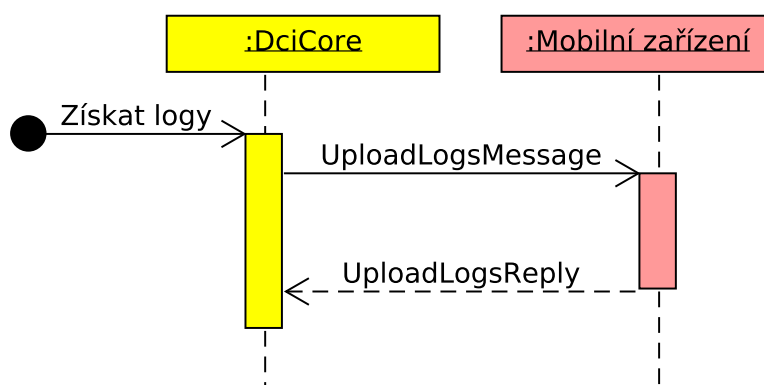 :DciCore
:Mobilní zařízení
Získat logy
UploadLogsMessage
UploadLogsReply